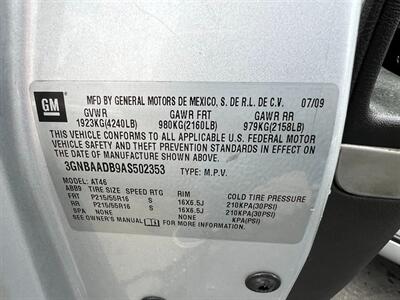 GM
MFD BY GENERAL MOTORS DE MEXICO, S. DE R.L. DE C.V. 07/09
GVWR GAWR FRT GAWR RR
1923KG(4240LB) 980KG(2160LB) 979KG(2158LB)
THIS VEHICLE CONFORMS TO ALL APPLICABLE U.S. FEDERAL MOTOR
VEHICLE SAFETY AND THEFT PREVENTION STANDARDS IN EFFECT ON
THE DATE OF MANUFACTURE SHOWN ABOVE.
3GNBAADB9AS502353 TYPE: M.P.V.
MODEL: AT46
ABB9 TIRE SIZE SPEED RTG RIM COLD TIRE PRESSURE
FRT P215/55R16 S 16X6.5J 210KPA(30PSI)
RR P215/55R16 S 16X6.5J 210KPA(30PSI)
SPA NONE NONE KPA(PSI)
SEE OWNER'S MANUAL